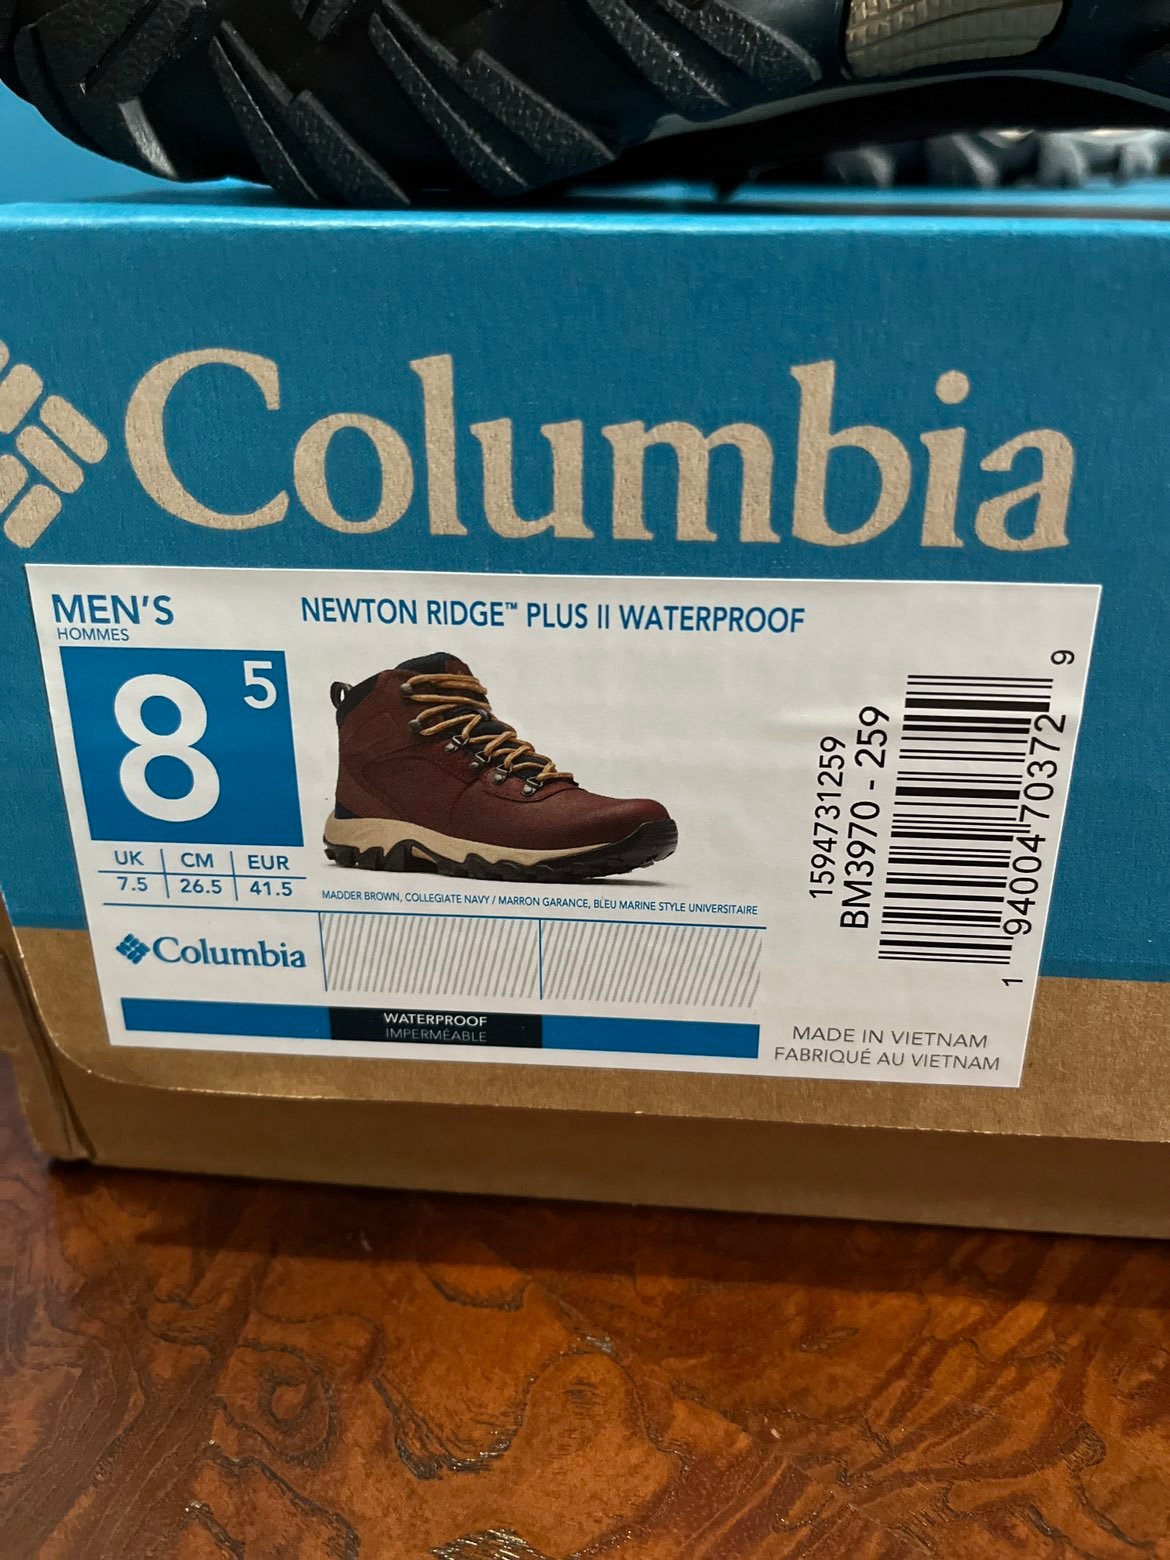 Columbia
MEN'S
HOMMES
NEWTON RIDGE™ PLUS II WATERPROOF
8 5
UK CM EUR
7.5 26.5 41.5
MADDER BROWN, COLLEGIATE NAVY / MARRON GARANCE, BLEU MARINE STYLE UNIVERSITAIRE
Columbia
WATERPROOF
IMPERMÉABLE
1594731259
BM3970 - 259
1 94004 70372 9
MADE IN VIETNAM
FABRIQUÉ AU VIETNAM